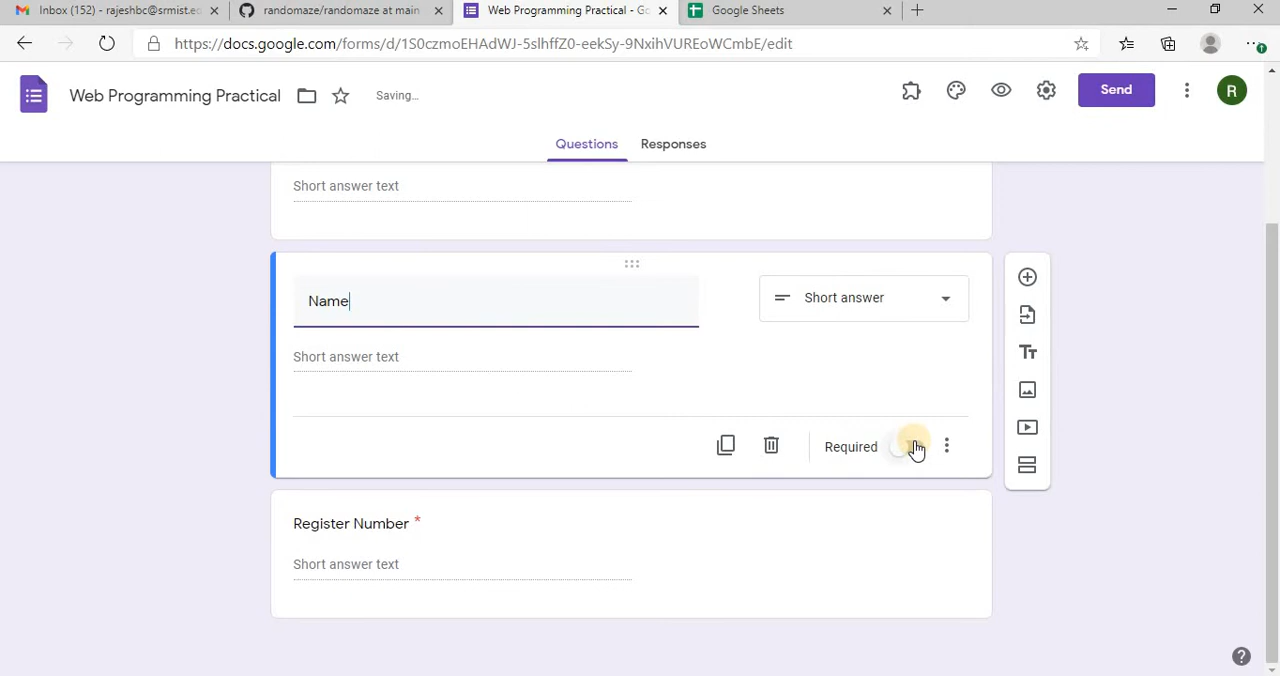 Inbox (152) - rajeshbc@srmist.ec
randomaze/randomaze at main
Web Programming Practical - Go
Google Sheets
https://docs.google.com/forms/d/1S0czmoEHAdWJ-5slhffZ0-eekSy-9NxihVUREoWCmbE/edit
Web Programming Practical
Saving...
Send
R
Questions
Responses
Short answer text
Name
Short answer
Short answer text
Required
Register Number *
Short answer text